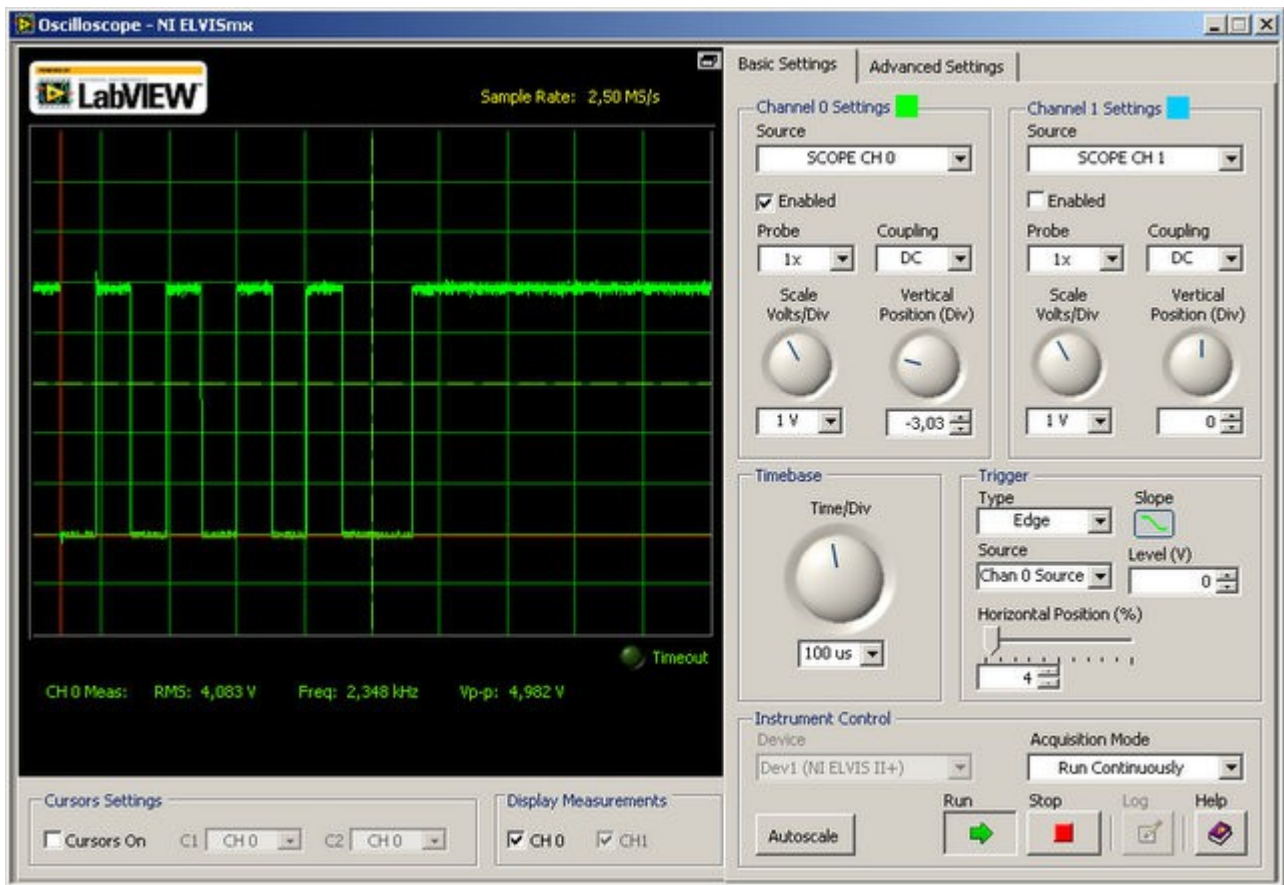 Oscilloscope - NI ELVISmx
LabVIEW
Sample Rate: 2,50 MS/s
Timeout
CH 0 Meas: RMS: 4,083 V Freq: 2,348 kHz Vp-p: 4,982 V
Cursors Settings
Cursors On C1 CH 0 C2 CH 0
Display Measurements
CH 0 CH1
Basic Settings Advanced Settings
Channel 0 Settings
Source
SCOPE CH 0
Enabled
Probe Coupling
1x DC
Scale Vertical
Volts/Div Position (Div)
1 V -3,03
Channel 1 Settings
Source
SCOPE CH 1
Enabled
Probe Coupling
1x DC
Scale Vertical
Volts/Div Position (Div)
1 V 0
Timebase
Time/Div
100 us
Trigger
Type Slope
Edge
Source Level (V)
Chan 0 Source 0
Horizontal Position (%)
4
Instrument Control
Device Acquisition Mode
Dev1 (NI ELVIS II+) Run Continuously
Run Stop Log Help
Autoscale